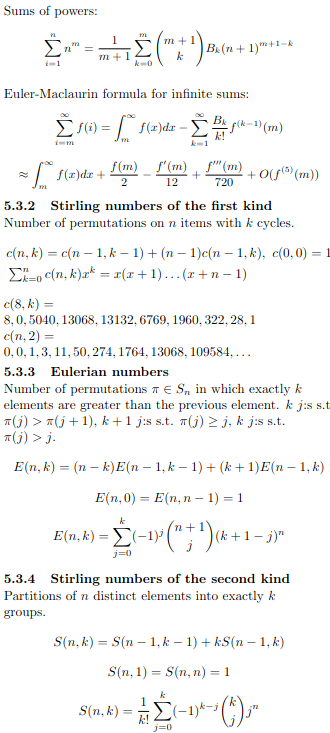 Sums of powers:
\sum_{i=1}^{n} n^m = \frac{1}{m+1} \sum_{k=0}^{m} \binom{m+1}{k} B_k (n+1)^{m+1-k}
Euler-Maclaurin formula for infinite sums:
\sum_{i=m}^{\infty} f(i) = \int_m^{\infty} f(x)dx - \sum_{k=1}^{\infty} \frac{B_k}{k!} f^{(k-1)}(m)
\approx \int_m^{\infty} f(x)dx + \frac{f(m)}{2} - \frac{f'(m)}{12} + \frac{f'''(m)}{720} + O(f^{(5)}(m))
5.3.2 Stirling numbers of the first kind
Number of permutations on n items with k cycles.
c(n, k) = c(n − 1, k − 1) + (n − 1)c(n − 1, k), c(0, 0) = 1
\sum_{k=0}^{n} c(n, k)x^k = x(x + 1) . . . (x + n − 1)
c(8, k) =
8, 0, 5040, 13068, 13132, 6769, 1960, 322, 28, 1
c(n, 2) =
0, 0, 1, 3, 11, 50, 274, 1764, 13068, 109584, . . .
5.3.3 Eulerian numbers
Number of permutations π ∈ S_n in which exactly k
elements are greater than the previous element. k j:s s.t.
π(j) > π(j + 1), k + 1 j:s s.t. π(j) ≥ j, k j:s s.t.
π(j) > j.
E(n, k) = (n − k)E(n − 1, k − 1) + (k + 1)E(n − 1, k)
E(n, 0) = E(n, n − 1) = 1
E(n, k) = \sum_{j=0}^{k} (-1)^j \binom{n+1}{j} (k + 1 − j)^n
5.3.4 Stirling numbers of the second kind
Partitions of n distinct elements into exactly k
groups.
S(n, k) = S(n − 1, k − 1) + kS(n − 1, k)
S(n, 1) = S(n, n) = 1
S(n, k) = \frac{1}{k!} \sum_{j=0}^{k} (-1)^{k-j} \binom{k}{j} j^n